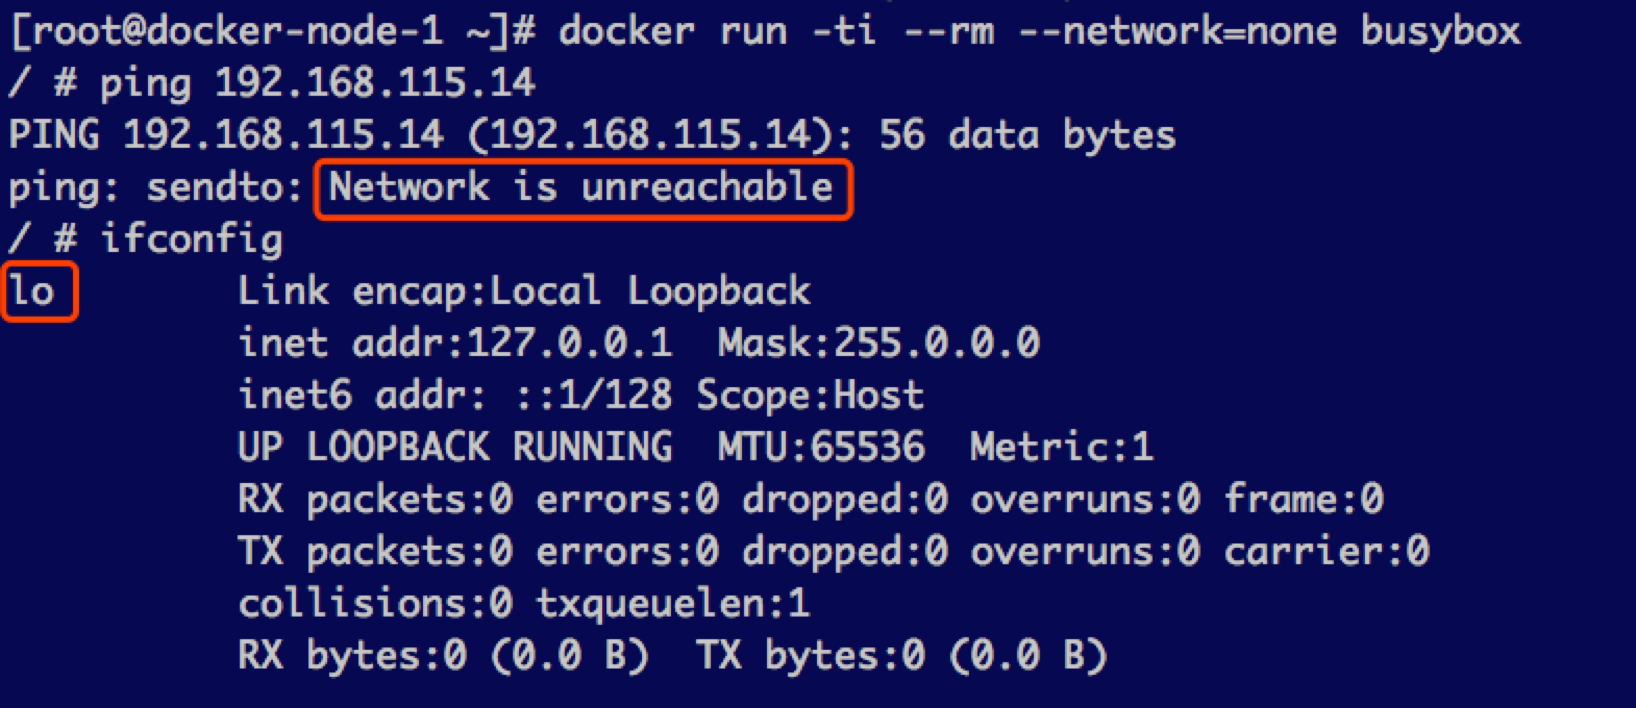 [root@docker-node-1 ~]# docker run -ti --rm --network=none busybox
/ # ping 192.168.115.14
PING 192.168.115.14 (192.168.115.14): 56 data bytes
ping: sendto: Network is unreachable
/ # ifconfig
lo        Link encap:Local Loopback
          inet addr:127.0.0.1  Mask:255.0.0.0
          inet6 addr: ::1/128 Scope:Host
          UP LOOPBACK RUNNING  MTU:65536  Metric:1
          RX packets:0 errors:0 dropped:0 overruns:0 frame:0
          TX packets:0 errors:0 dropped:0 overruns:0 carrier:0
          collisions:0 txqueuelen:1
          RX bytes:0 (0.0 B)  TX bytes:0 (0.0 B)